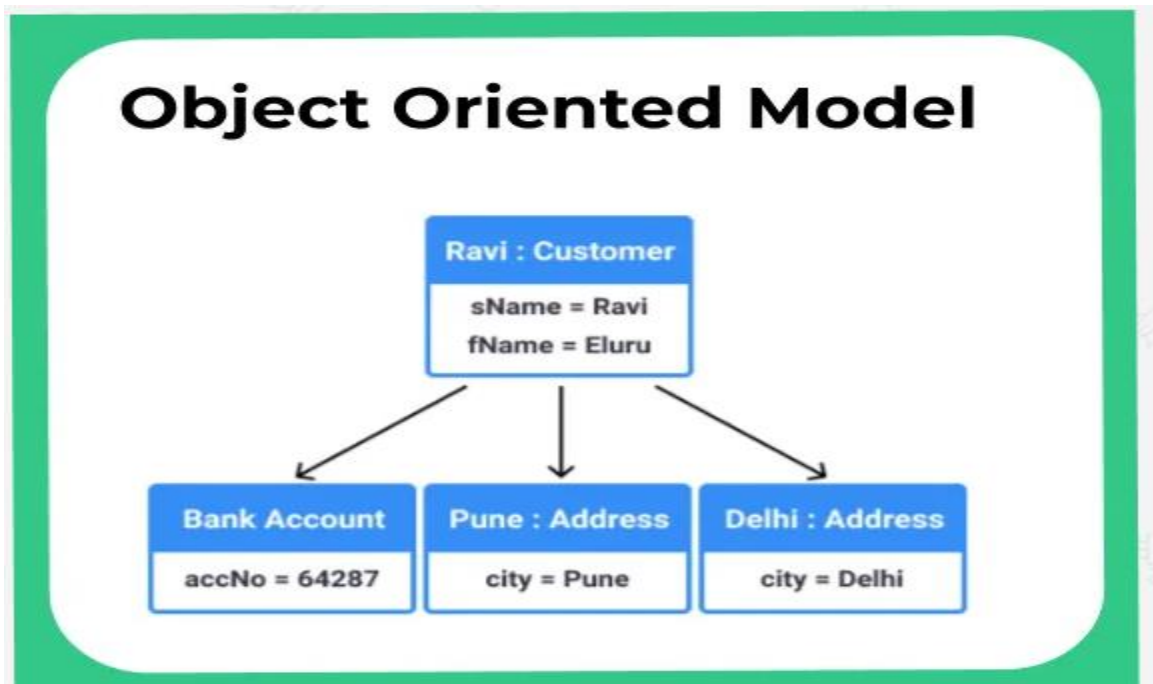 Object Oriented Model
Ravi : Customer
sName = Ravi
fName = Eluru
Bank Account
accNo = 64287
Pune : Address
city = Pune
Delhi : Address
city = Delhi